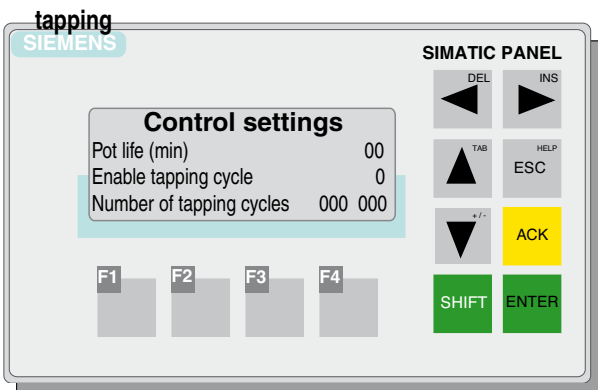 tapping
SIEMENS
SIMATIC PANEL
DEL
INS
Control settings
Pot life (min) 00
Enable tapping cycle 0
Number of tapping cycles 000 000
TAB
HELP
ESC
+ / -
ACK
F1 F2 F3 F4
SHIFT
ENTER